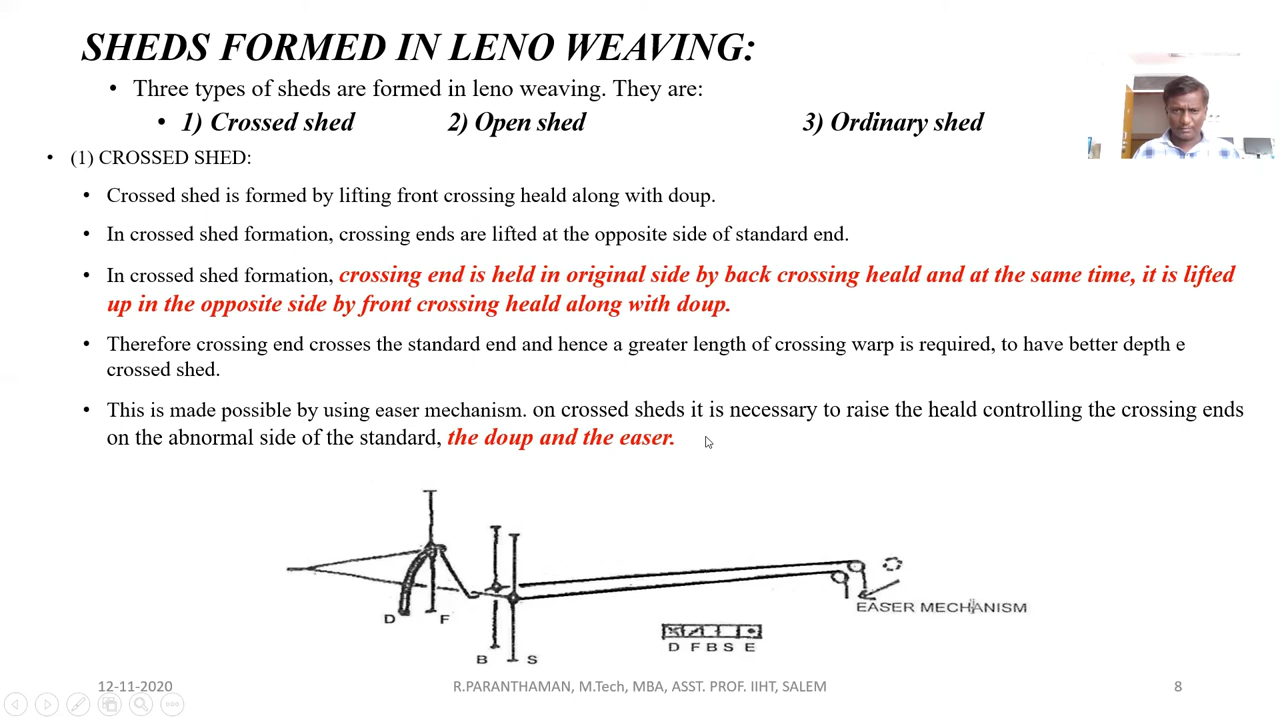 SHEDS FORMED IN LENO WEAVING:
• Three types of sheds are formed in leno weaving. They are:
• 1) Crossed shed 2) Open shed 3) Ordinary shed
• (1) CROSSED SHED:
• Crossed shed is formed by lifting front crossing heald along with doup.
• In crossed shed formation, crossing ends are lifted at the opposite side of standard end.
• In crossed shed formation, crossing end is held in original side by back crossing heald and at the same time, it is lifted
up in the opposite side by front crossing heald along with doup.
• Therefore crossing end crosses the standard end and hence a greater length of crossing warp is required, to have better depth e
crossed shed.
• This is made possible by using easer mechanism. on crossed sheds it is necessary to raise the heald controlling the crossing ends
on the abnormal side of the standard, the doup and the easer.
EASER MECHANISM
D F
D F B S E
B S
12-11-2020 R.PARANTHAMAN, M.Tech, MBA, ASST. PROF. IIHT, SALEM 8